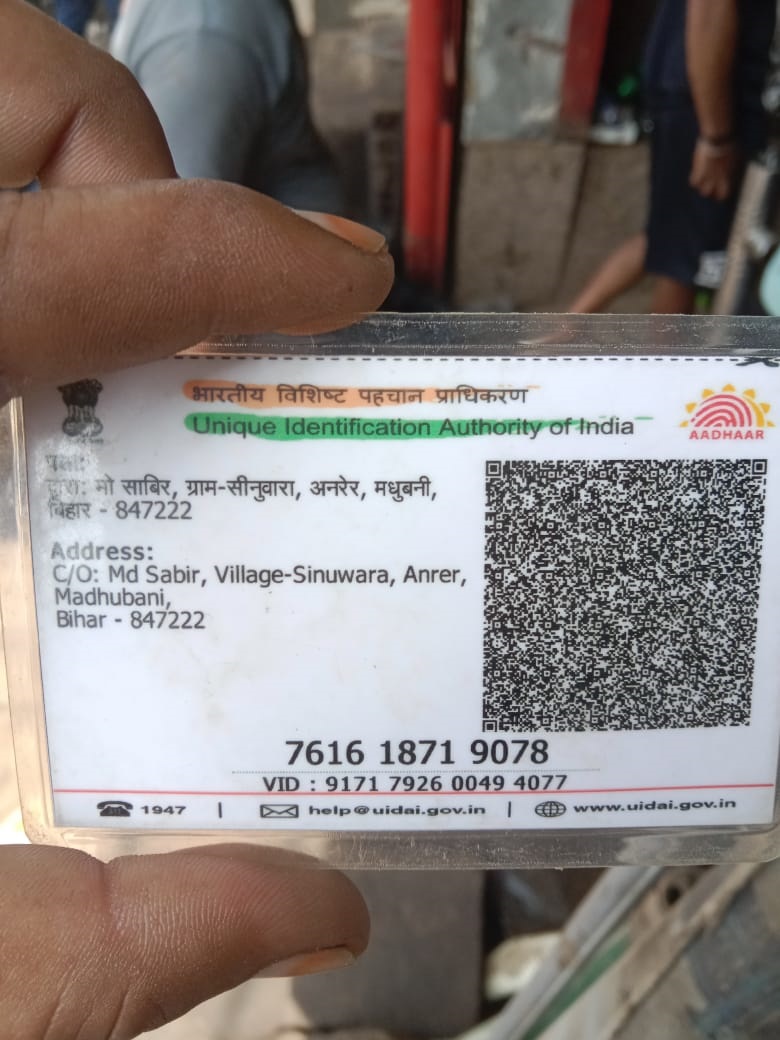 भारतीय विशिष्ट पहचान प्राधिकरण
Unique Identification Authority of India
AADHAAR
पता:
द्वारा: मो साबिर, ग्राम-सीनुवारा, अनरेर, मधुबनी,
बिहार - 847222
Address:
C/O: Md Sabir, Village-Sinuwara, Anrer,
Madhubani,
Bihar - 847222
7616 1871 9078
VID : 9171 7926 0049 4077
1947 | help@uidai.gov.in | www.uidai.gov.in